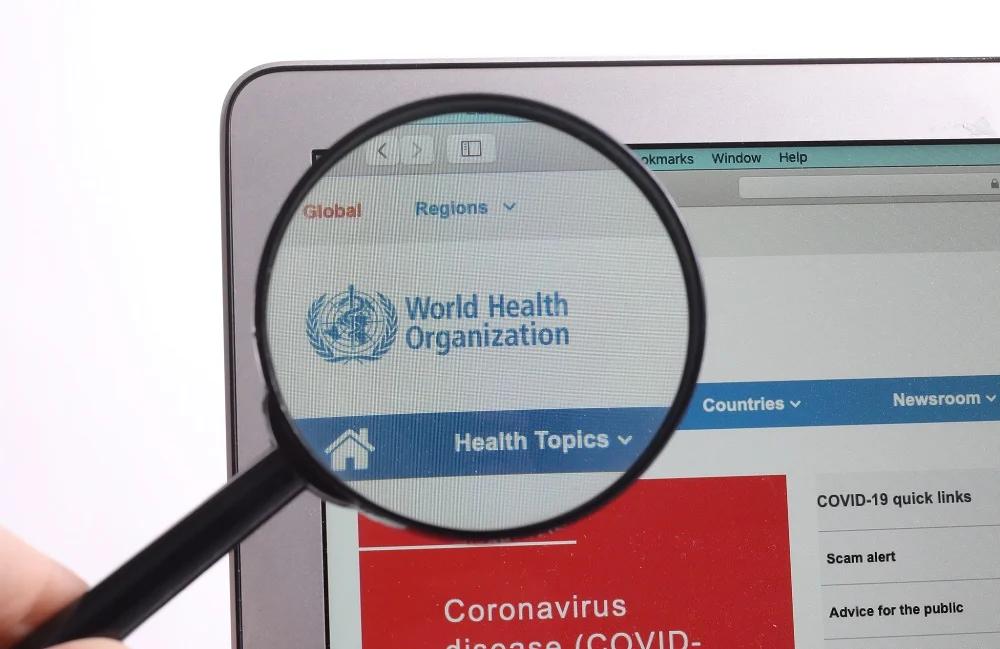 okmarks Window Help
Global Regions
World Health
Organization
Health Topics Countries Newsroom
COVID-19 quick links
Scam alert
Advice for the public
Coronavirus
disease (COVID-